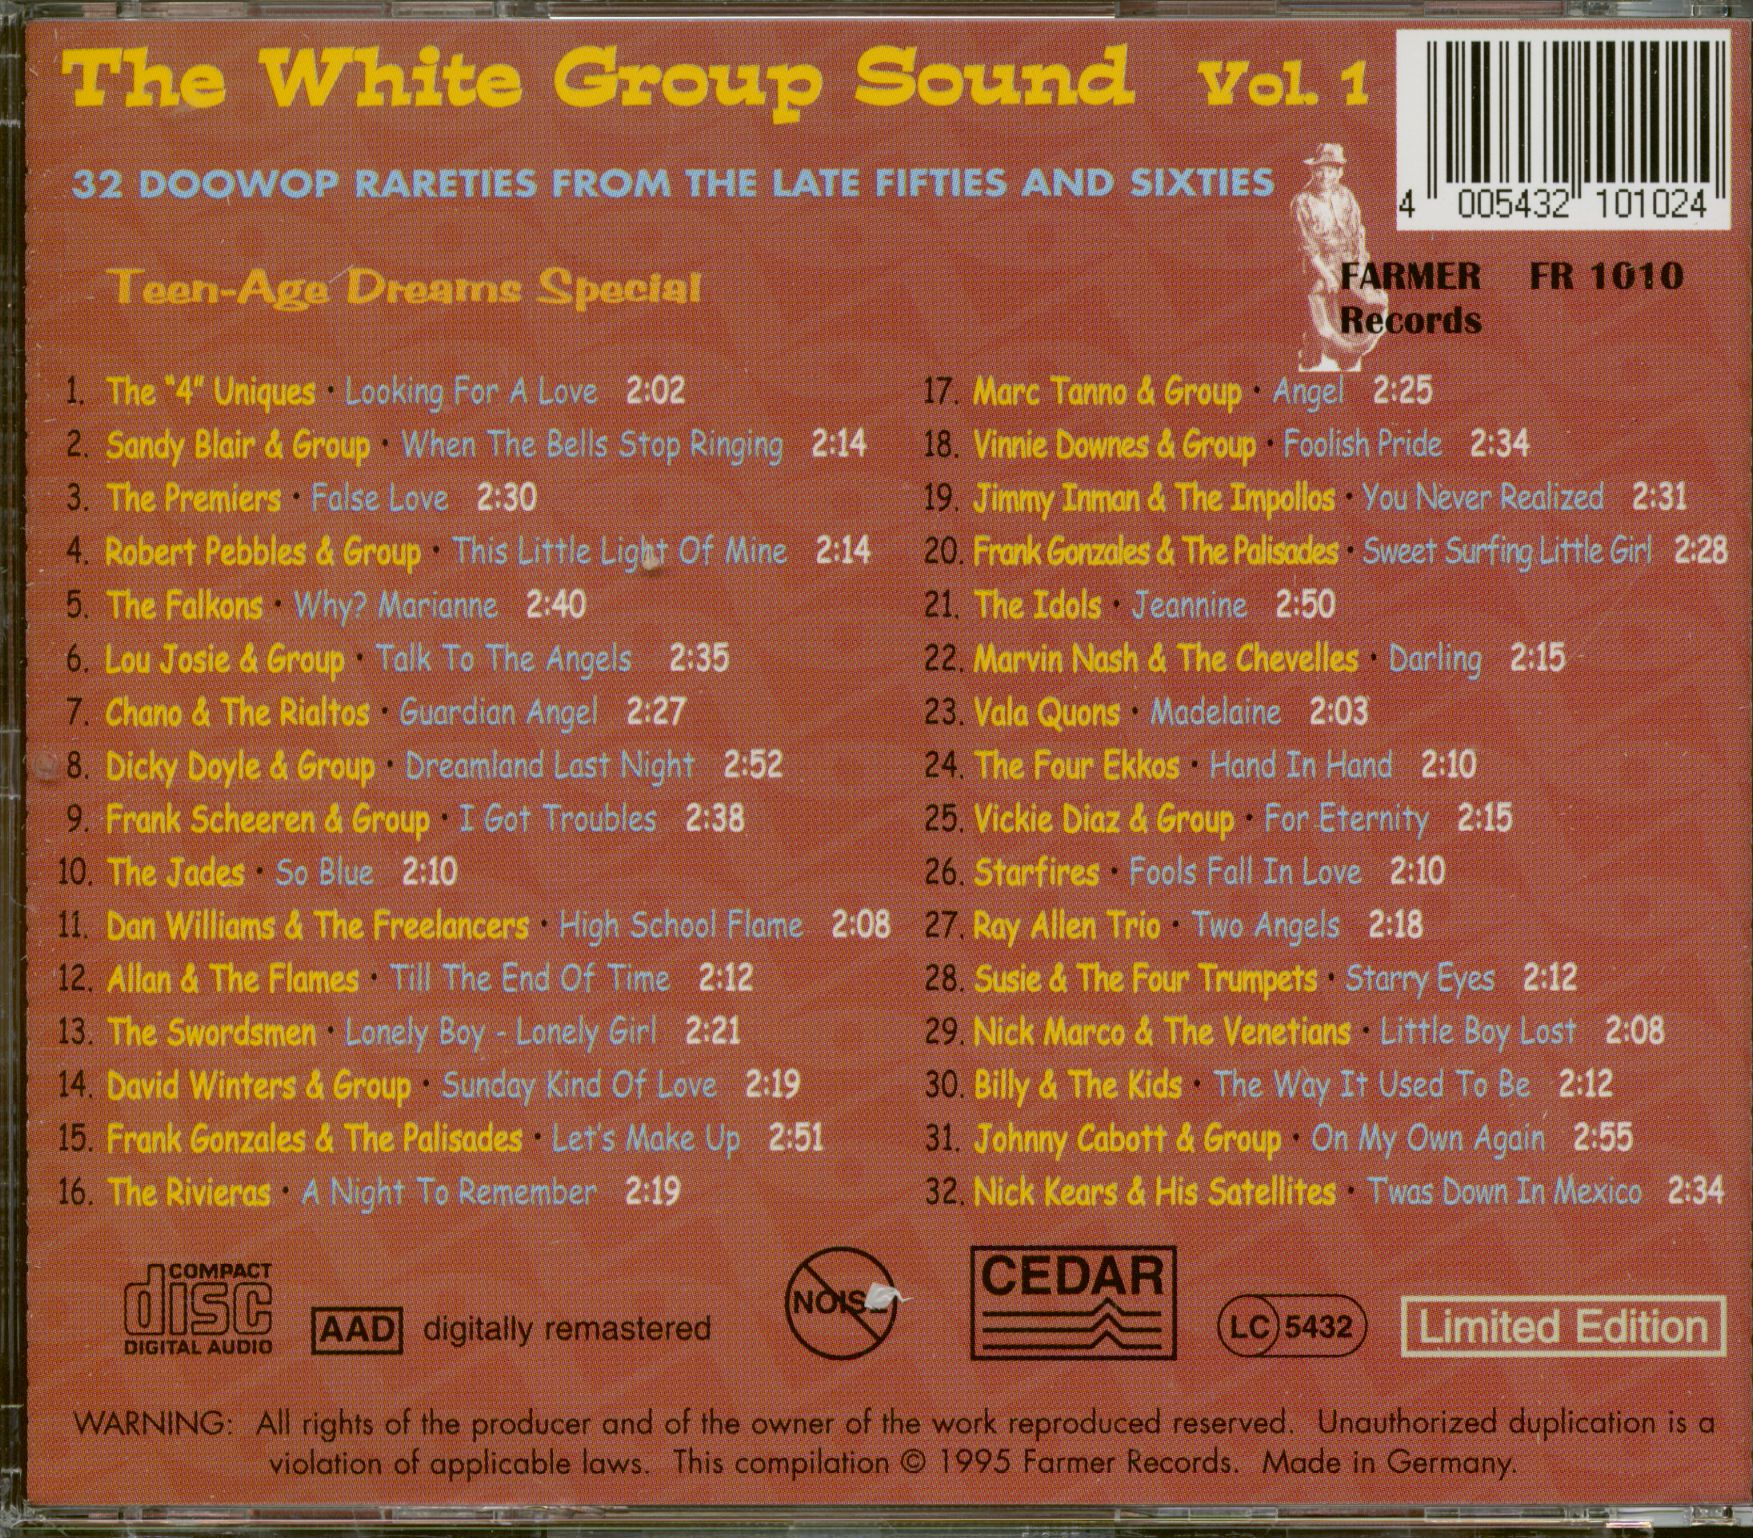 The White Group Sound Vol. 1
4 005432 101024
32 DOOWOP RARETIES FROM THE LATE FIFTIES AND SIXTIES
Teen-Age Dreams Special
FARMER FR 1010
Records
1. The "4" Uniques · Looking For A Love 2:02
2. Sandy Blair & Group · When The Bells Stop Ringing 2:14
3. The Premiers · False Love 2:30
4. Robert Pebbles & Group · This Little Light Of Mine 2:14
5. The Falkons · Why? Marianne 2:40
6. Lou Josie & Group · Talk To The Angels 2:35
7. Chano & The Rialtos · Guardian Angel 2:27
8. Dicky Doyle & Group · Dreamland Last Night 2:52
9. Frank Scheeren & Group · I Got Troubles 2:38
10. The Jades · So Blue 2:10
11. Dan Williams & The Freelancers · High School Flame 2:08
12. Allan & The Flames · Till The End Of Time 2:12
13. The Swordsmen · Lonely Boy - Lonely Girl 2:21
14. David Winters & Group · Sunday Kind Of Love 2:19
15. Frank Gonzales & The Palisades · Let's Make Up 2:51
16. The Rivieras · A Night To Remember 2:19
17. Marc Tanno & Group · Angel 2:25
18. Vinnie Downes & Group · Foolish Pride 2:34
19. Jimmy Inman & The Impollos · You Never Realized 2:31
20. Frank Gonzales & The Palisades · Sweet Surfing Little Girl 2:28
21. The Idols · Jeannine 2:50
22. Marvin Nash & The Chevelles · Darling 2:15
23. Vala Quons · Madelaine 2:03
24. The Four Ekkos · Hand In Hand 2:10
25. Vickie Diaz & Group · For Eternity 2:15
26. Starfires · Fools Fall In Love 2:10
27. Ray Allen Trio · Two Angels 2:18
28. Susie & The Four Trumpets · Starry Eyes 2:12
29. Nick Marco & The Venetians · Little Boy Lost 2:08
30. Billy & The Kids · The Way It Used To Be 2:12
31. Johnny Cabott & Group · On My Own Again 2:55
32. Nick Kears & His Satellites · Twas Down In Mexico 2:34
COMPACT
disc
DIGITAL AUDIO
AAD digitally remastered
NOISE
CEDAR
LC 5432
Limited Edition
WARNING: All rights of the producer and of the owner of the work reproduced reserved. Unauthorized duplication is a
violation of applicable laws. This compilation © 1995 Farmer Records. Made in Germany.